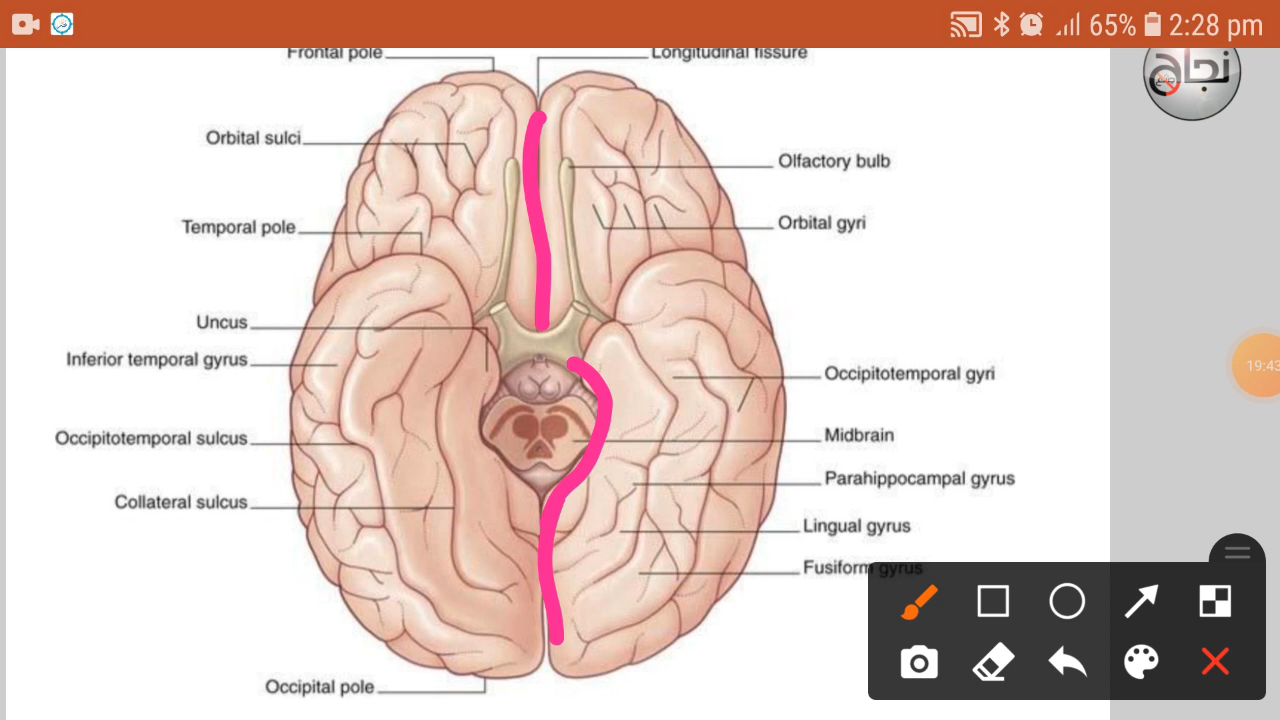 65% 2:28 pm
Frontal pole
Longitudinal fissure
Orbital sulci
Olfactory bulb
Temporal pole
Orbital gyri
Uncus
Inferior temporal gyrus
19:43
Occipitotemporal gyri
Occipitotemporal sulcus
Midbrain
Collateral sulcus
Parahippocampal gyrus
Lingual gyrus
Fusiform gyrus
Occipital pole